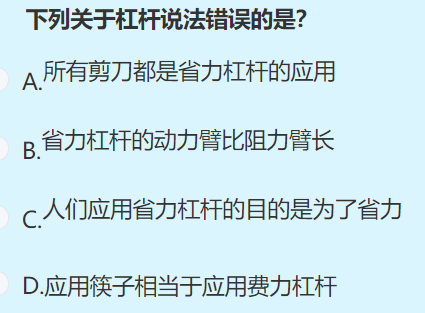 下列关于杠杆说法错误的是？
A.所有剪刀都是省力杠杆的应用
B.省力杠杆的动力臂比阻力臂长
C.人们应用省力杠杆的目的是为了省力
D.应用筷子相当于应用费力杠杆